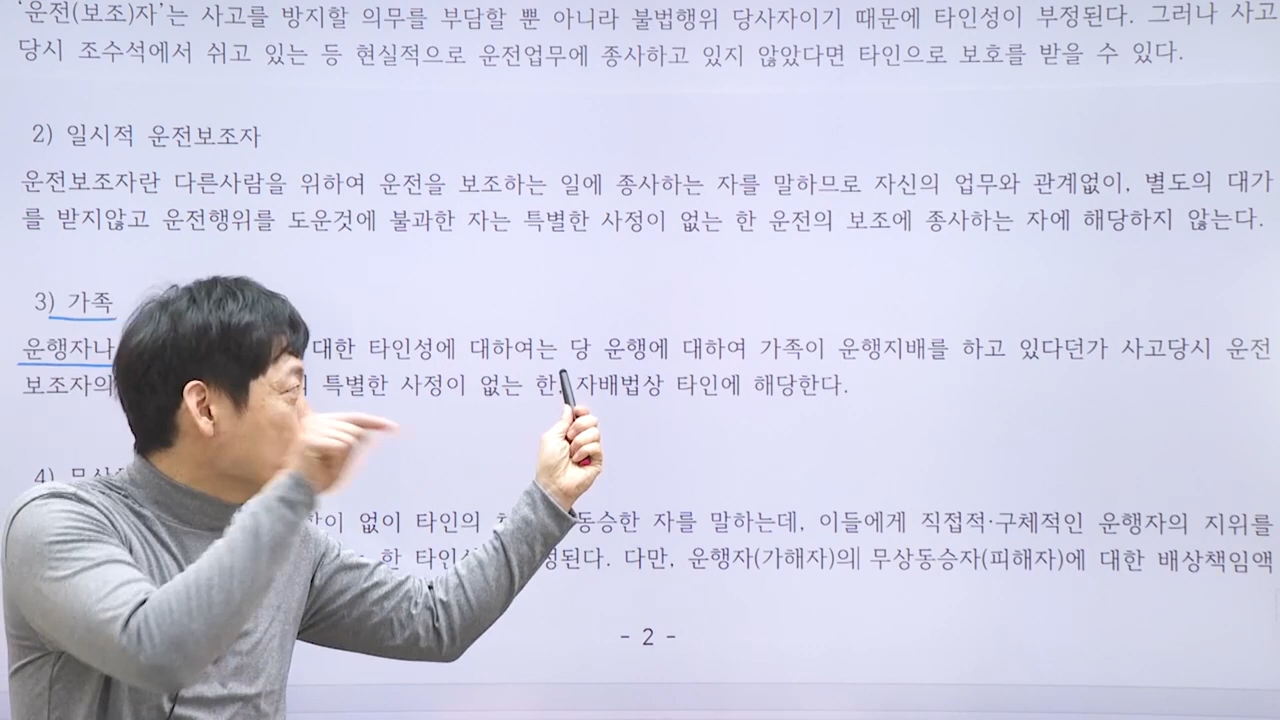 ‘운전(보조)자’는 사고를 방지할 의무를 부담할 뿐 아니라 불법행위 당사자이기 때문에 타인성이 부정된다. 그러나 사고
당시 조수석에서 쉬고 있는 등 현실적으로 운전업무에 종사하고 있지 않았다면 타인으로 보호를 받을 수 있다.
2) 일시적 운전보조자
운전보조자란 다른사람을 위하여 운전을 보조하는 일에 종사하는 자를 말하므로 자신의 업무와 관계없이, 별도의 대가
를 받지않고 운전행위를 도운것에 불과한 자는 특별한 사정이 없는 한 운전의 보조에 종사하는 자에 해당하지 않는다.
3) 가족
운행자나 대한 타인성에 대하여는 당 운행에 대하여 가족이 운행지배를 하고 있다던가 사고당시 운전
보조자의 특별한 사정이 없는 한, 자배법상 타인에 해당한다.
4)
없이 타인의 동승한 자를 말하는데, 이들에게 직접적·구체적인 운행자의 지위를
한 다만, 운행자(가해자)의 무상동승자(피해자)에 대한 배상책임액
- 2 -